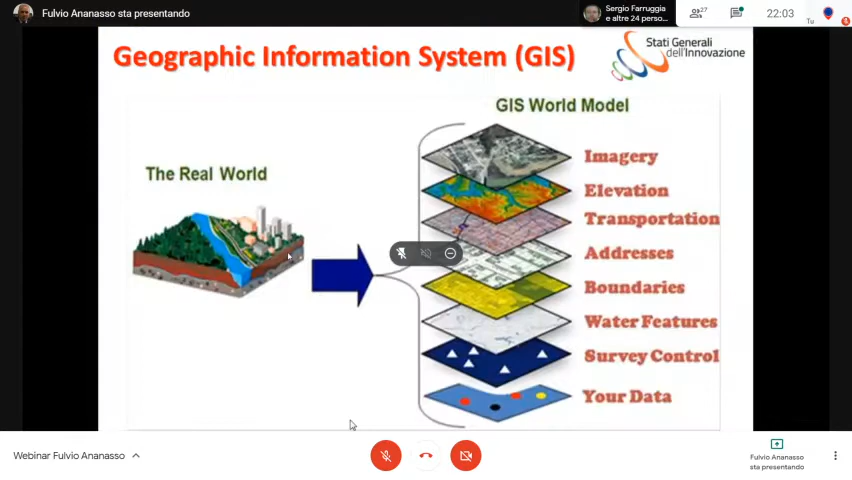 Fulvio Ananasso sta presentando
Sergio Farruggia
e altre 24 perso...
27
22:03
Tu
Geographic Information System (GIS)
Stati Generali
dell'Innovazione
GIS World Model
The Real World
Imagery
Elevation
Transportation
Addresses
Boundaries
Water Features
Survey Control
Your Data
Webinar Fulvio Ananasso
Fulvio Ananasso
sta presentando